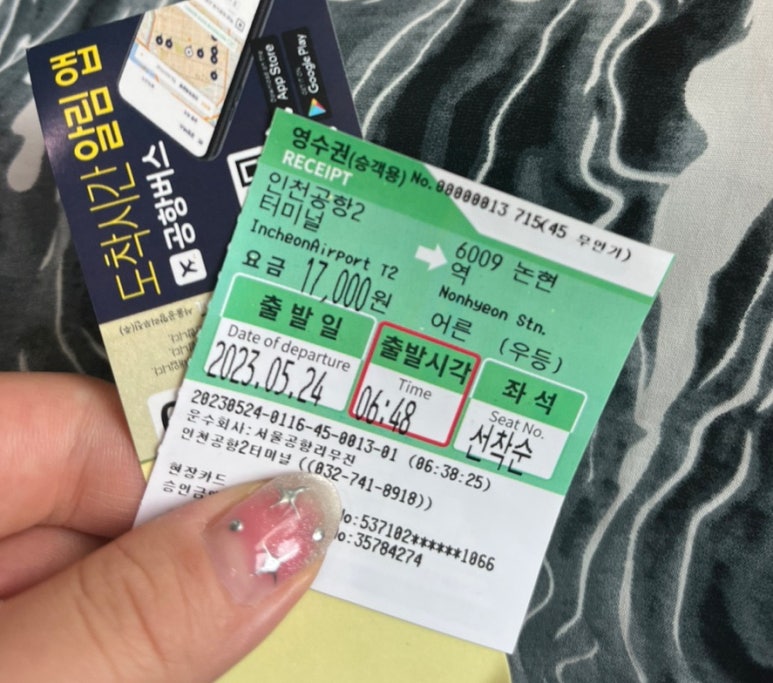 도착시간 알림 앱
공항버스
App Store
Google Play
영수권(승객용) No.08000013 715(45 무연가)
RECEIPT
인천공항2
터미널
IncheonAirport T2
6009 논현
역
Nonhyeon Stn.
요금 17,000원
어른 (우등)
출발일
Date of departure
2023.05.24
출발시각
Time
06:48
좌석
Seat No.
선착순
20230524-0116-45-0013-01 (06:38:25)
운수회사: 서울공항리무진
인천공항2터미널 ((032-741-8918))
현장카드
No:537102******1066
No:35784274